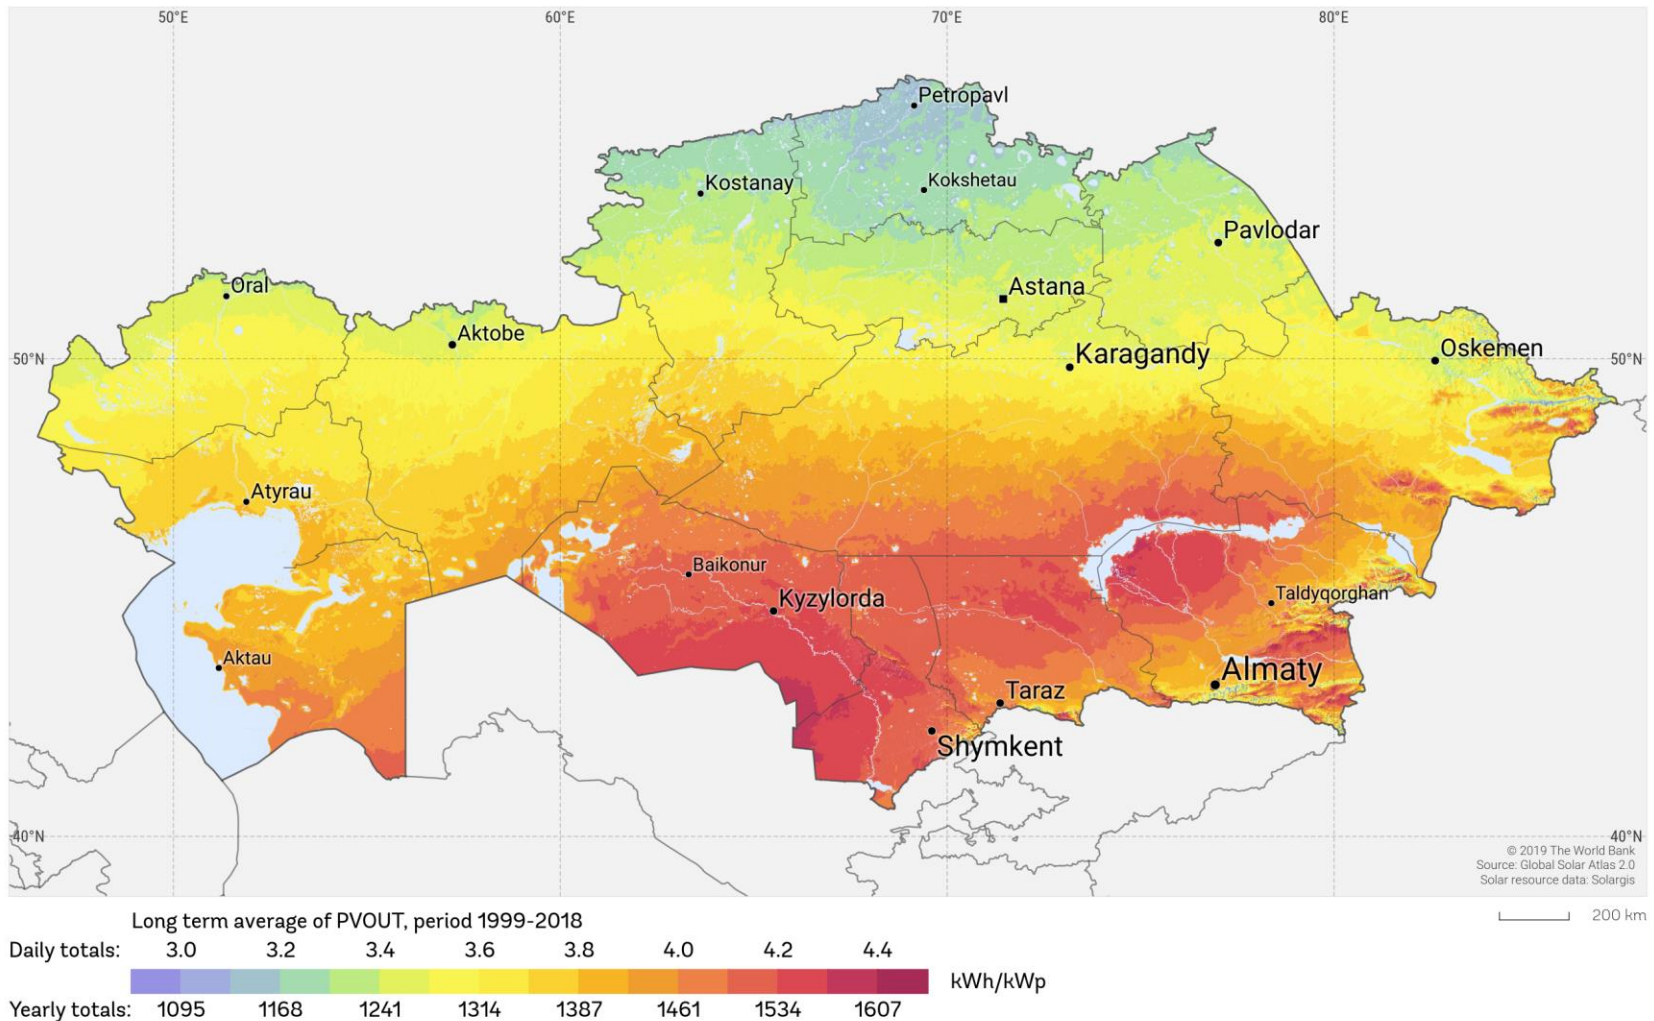 50°E 60°E 70°E 80°E
Petropavl
Kostanay
Kokshetau
Pavlodar
Oral
Astana
Aktobe
Karagandy
Oskemen
50°N 50°N
Atyrau
Baikonur
Kyzylorda
Taldyqorghan
Aktau
Almaty
Taraz
Shymkent
40°N 40°N
© 2019 The World Bank
Source: Global Solar Atlas 2.0
Solar resource data: Solargis
200 km
Long term average of PVOUT, period 1999-2018
Daily totals: 3.0 3.2 3.4 3.6 3.8 4.0 4.2 4.4
kWh/kWp
Yearly totals: 1095 1168 1241 1314 1387 1461 1534 1607